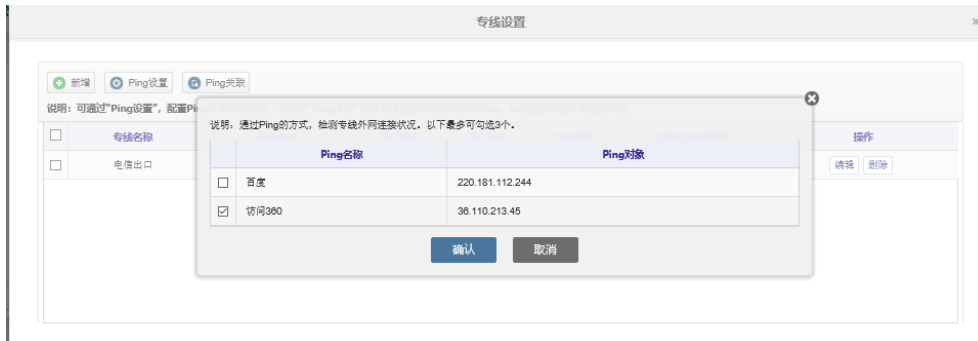 专线设置
新增 Ping设置 Ping关联
说明：可通过"Ping设置"，配置Pi
说明：通过Ping的方式，检测专线外网连接状况。以下最多可勾选3个。
专线名称 操作
Ping名称 Ping对象
电信出口 编辑 删除
百度 220.181.112.244
访问360 36.110.213.45
确认 取消